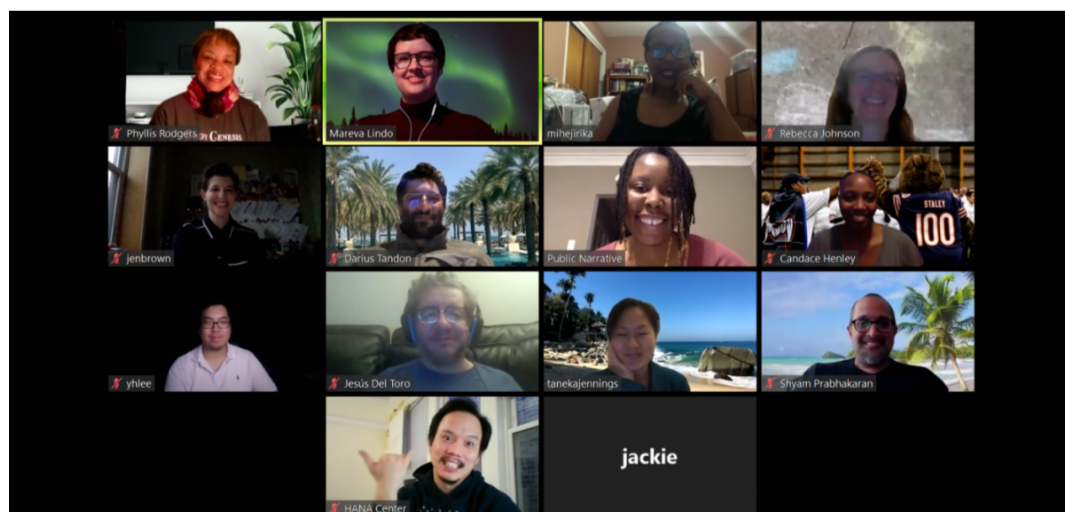 GENESIS
Phyllis Rodgers
Mareva Lindo
mihejirika
Rebecca Johnson
jenbrown
Darius Tandon
Public Narrative
STALEY
100
Candace Henley
yhlee
Jesús Del Toro
tanekajennings
Shyam Prabhakaran
HANA Center
jackie